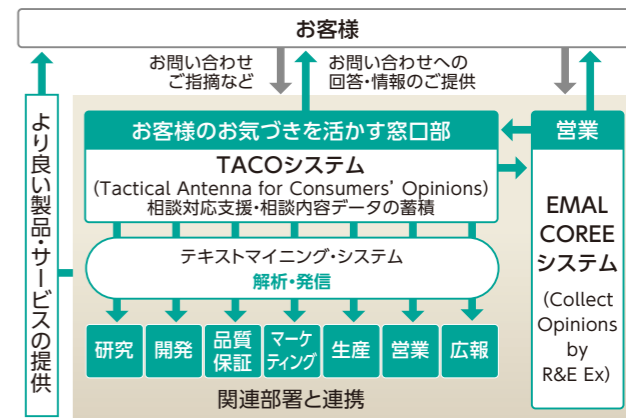 お客様
お問い合わせ
ご指摘など
お問い合わせへの
回答・情報のご提供
より良い製品・サービスの提供
お客様のお気づきを活かす窓口部
営業
TACOシステム
(Tactical Antenna for Consumers’ Opinions)
相談対応支援・相談内容データの蓄積
EMAL
COREE
システム
(Collect
Opinions
by
R&E Ex)
テキストマイニング・システム
解析・発信
研究
開発
品質
保証
マーケ
ティング
生産
営業
広報
関連部署と連携